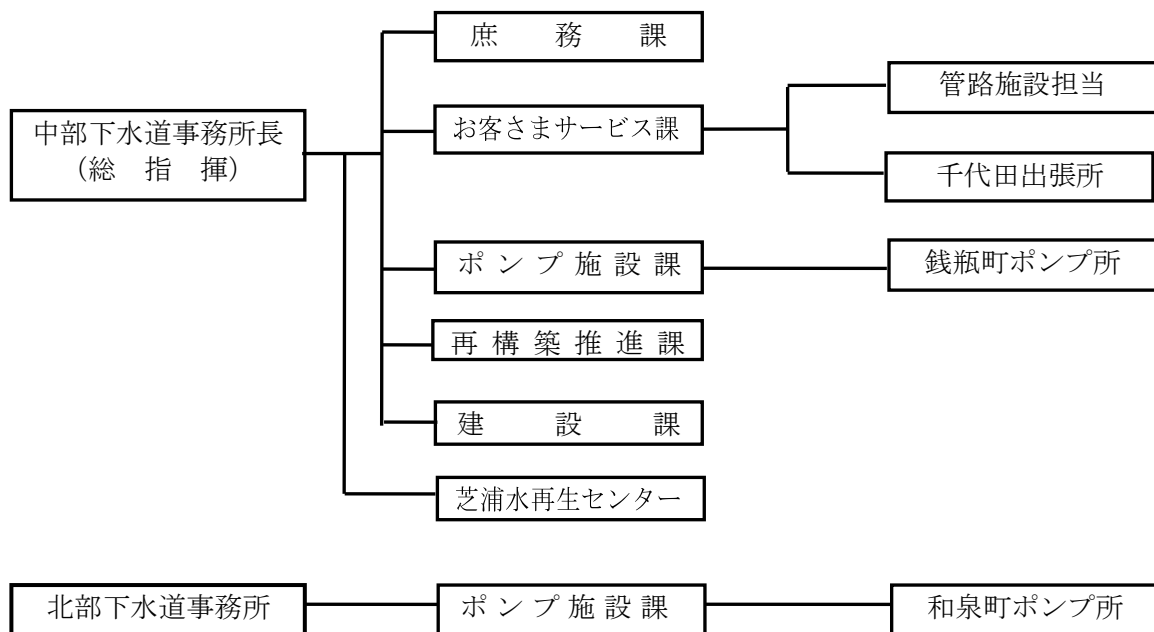 庶務課
管路施設担当
中部下水道事務所長
(総指揮)
お客さまサービス課
千代田出張所
ポンプ施設課
銭瓶町ポンプ所
再構築推進課
建設課
芝浦水再生センター
北部下水道事務所
ポンプ施設課
和泉町ポンプ所